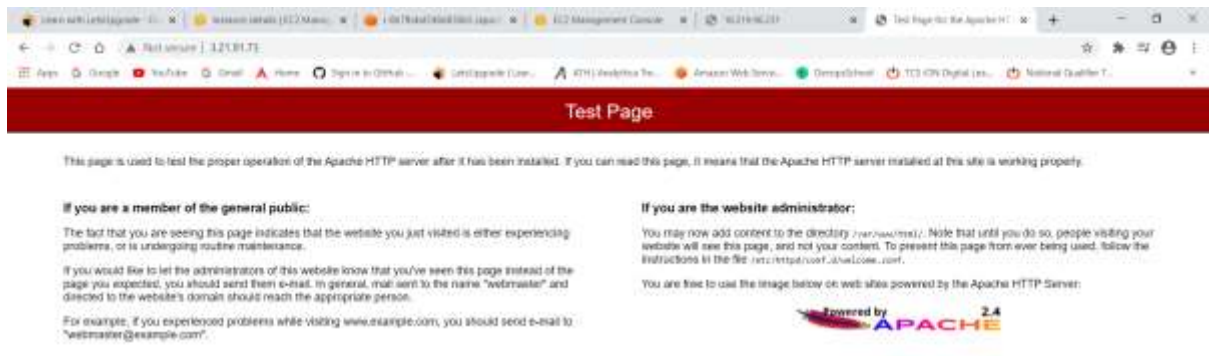 Not secure
Apps Google YouTube Gmail Home Sign in to GitHub Amazon Web Serv...
Test Page
This page is used to test the proper operation of the Apache HTTP server after it has been installed. If you can read this page, it means that the Apache HTTP server installed at this site is working properly.
If you are a member of the general public:
The fact that you are seeing this page indicates that the website you just visited is either experiencing
problems, or is undergoing routine maintenance.
If you would like to let the administrators of this website know that you've seen this page instead of the
page you expected, you should send them e-mail. In general, mail sent to the name "webmaster" and
directed to the website's domain should reach the appropriate person.
For example, if you experienced problems while visiting www.example.com, you should send e-mail to
"webmaster@example.com".
If you are the website administrator:
You may now add content to the directory /var/www/html/. Note that until you do so, people visiting your
website will see this page, and not your content. To prevent this page from ever being used, follow the
instructions in the file /etc/httpd/conf.d/welcome.conf.
You are free to use the image below on web sites powered by the Apache HTTP Server:
Powered by 2.4
APACHE